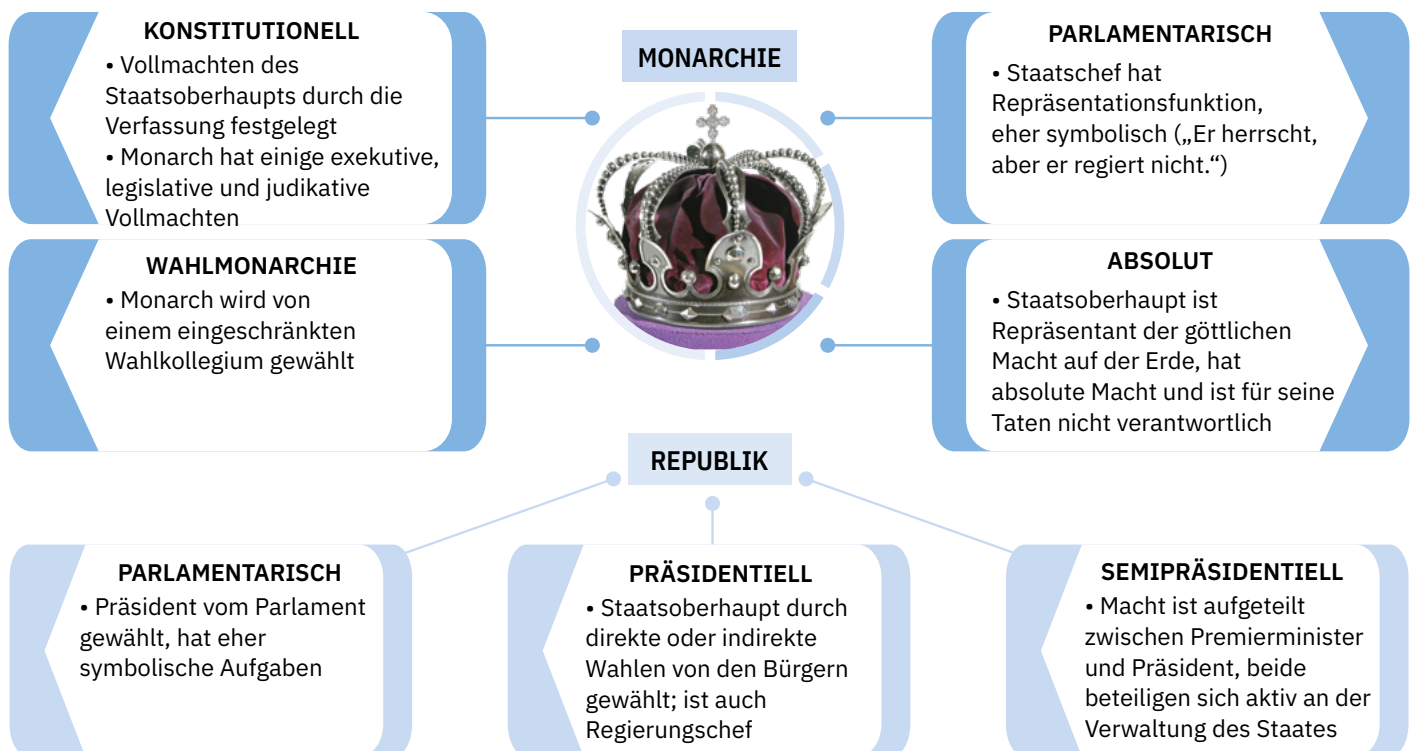 KONSTITUTIONELL
• Vollmachten des
Staatsoberhaupts durch die
Verfassung festgelegt
• Monarch hat einige exekutive,
legislative und judikative
Vollmachten
MONARCHIE
PARLAMENTARISCH
• Staatschef hat
Repräsentationsfunktion,
eher symbolisch („Er herrscht,
aber er regiert nicht.“)
WAHLMONARCHIE
• Monarch wird von
einem eingeschränkten
Wahlkollegium gewählt
ABSOLUT
• Staatsoberhaupt ist
Repräsentant der göttlichen
Macht auf der Erde, hat
absolute Macht und ist für seine
Taten nicht verantwortlich
REPUBLIK
PARLAMENTARISCH
• Präsident vom Parlament
gewählt, hat eher
symbolische Aufgaben
PRÄSIDENTIELL
• Staatsoberhaupt durch
direkte oder indirekte
Wahlen von den Bürgern
gewählt; ist auch
Regierungschef
SEMIPRÄSIDENTIELL
• Macht ist aufgeteilt
zwischen Premierminister
und Präsident, beide
beteiligen sich aktiv an der
Verwaltung des Staates